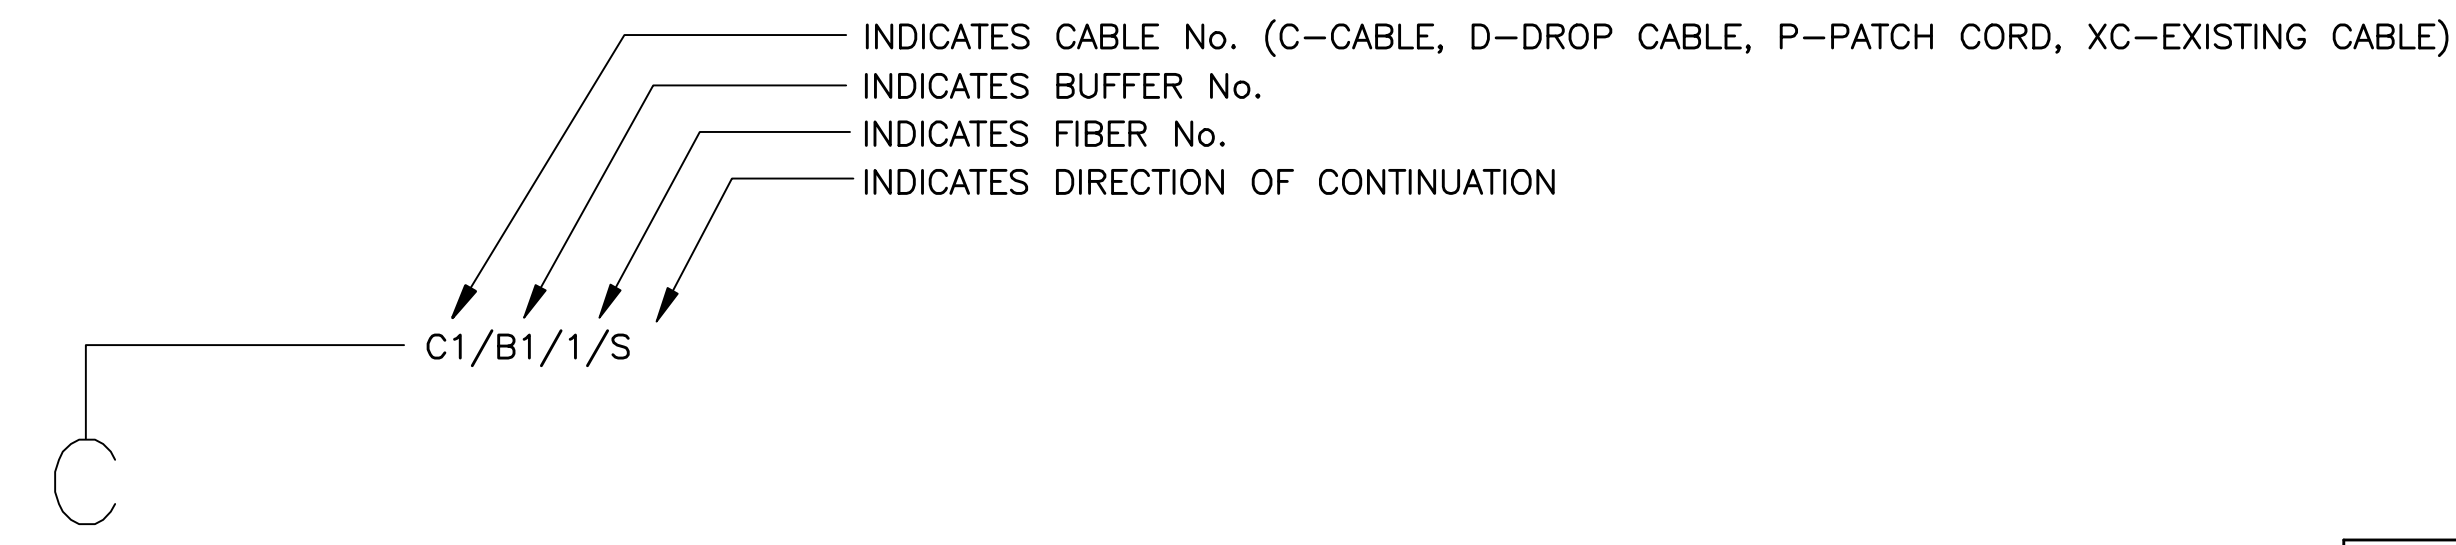 INDICATES CABLE No. (C-CABLE, D-DROP CABLE, P-PATCH CORD, XC-EXISTING CABLE)
INDICATES BUFFER No.
INDICATES FIBER No.
INDICATES DIRECTION OF CONTINUATION
C1/B1/1/S